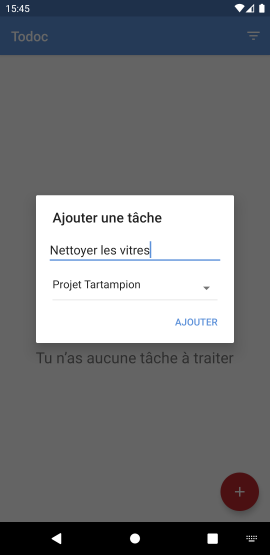 15:45
Todoc
Ajouter une tâche
Nettoyer les vitres
Projet Tartampion
AJOUTER
Tu n'as aucune tâche à traiter